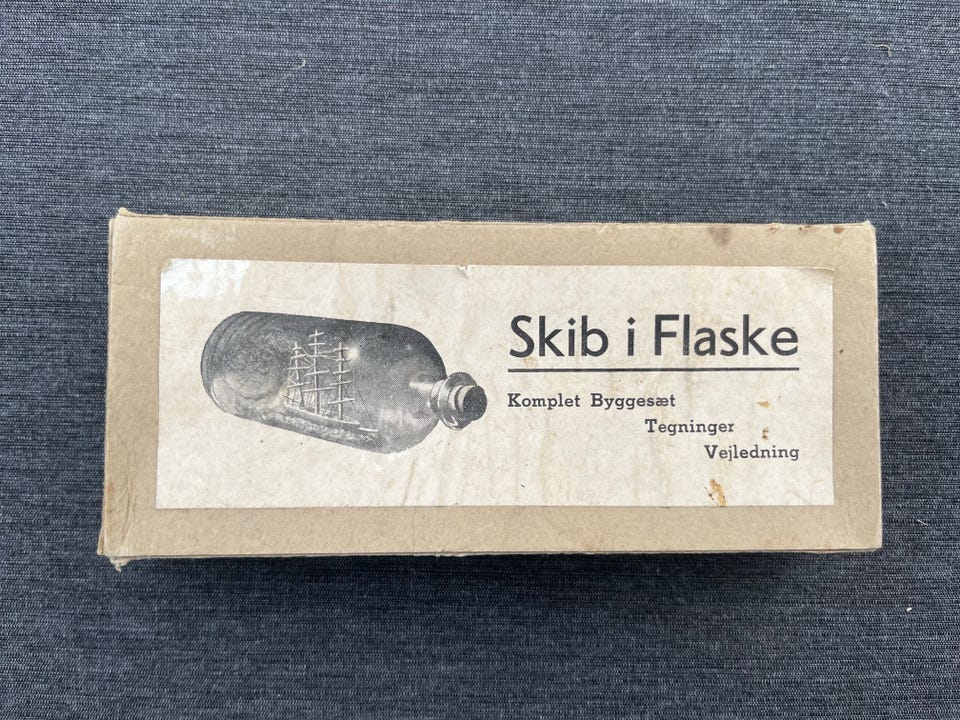 Skib i Flaske
Komplet Byggesæt
Tegninger
Vejledning